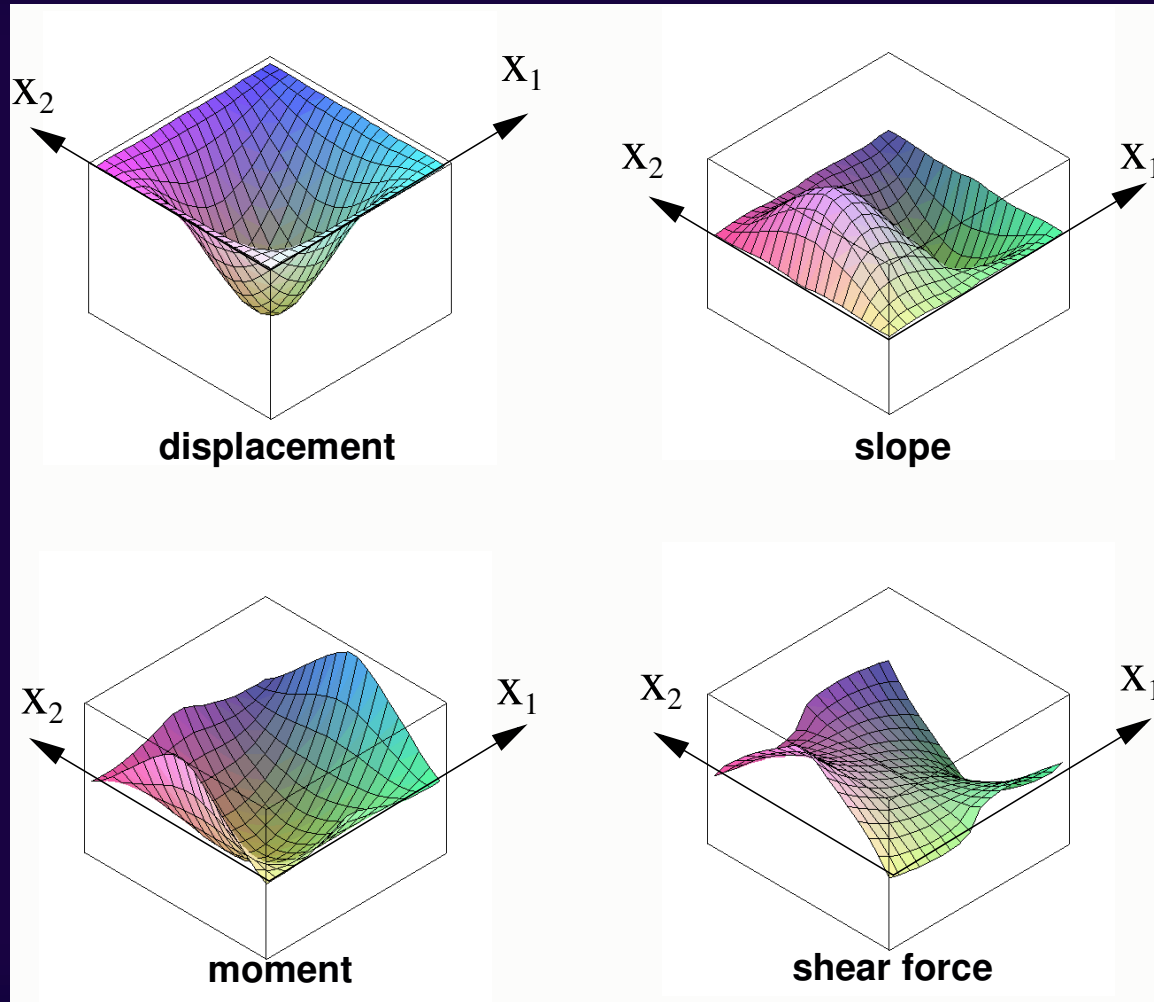 X₂ X₁
X₂ X₁
displacement slope
X₂ X₁
X₂ X₁
moment shear force